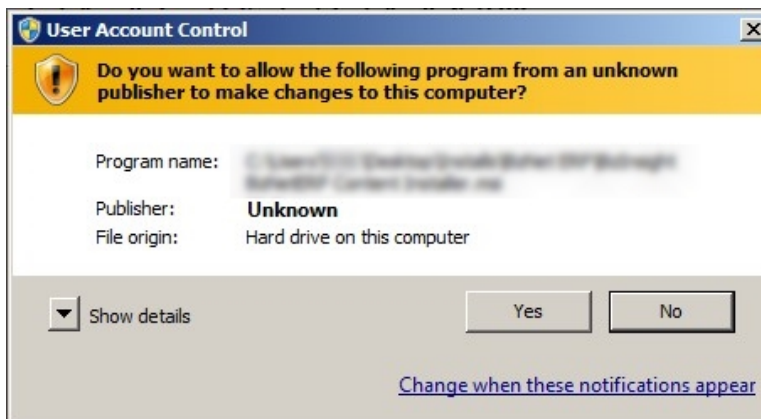 User Account Control
Do you want to allow the following program from an unknown
publisher to make changes to this computer?
Program name:
Publisher: Unknown
File origin: Hard drive on this computer
Show details
Yes No
Change when these notifications appear